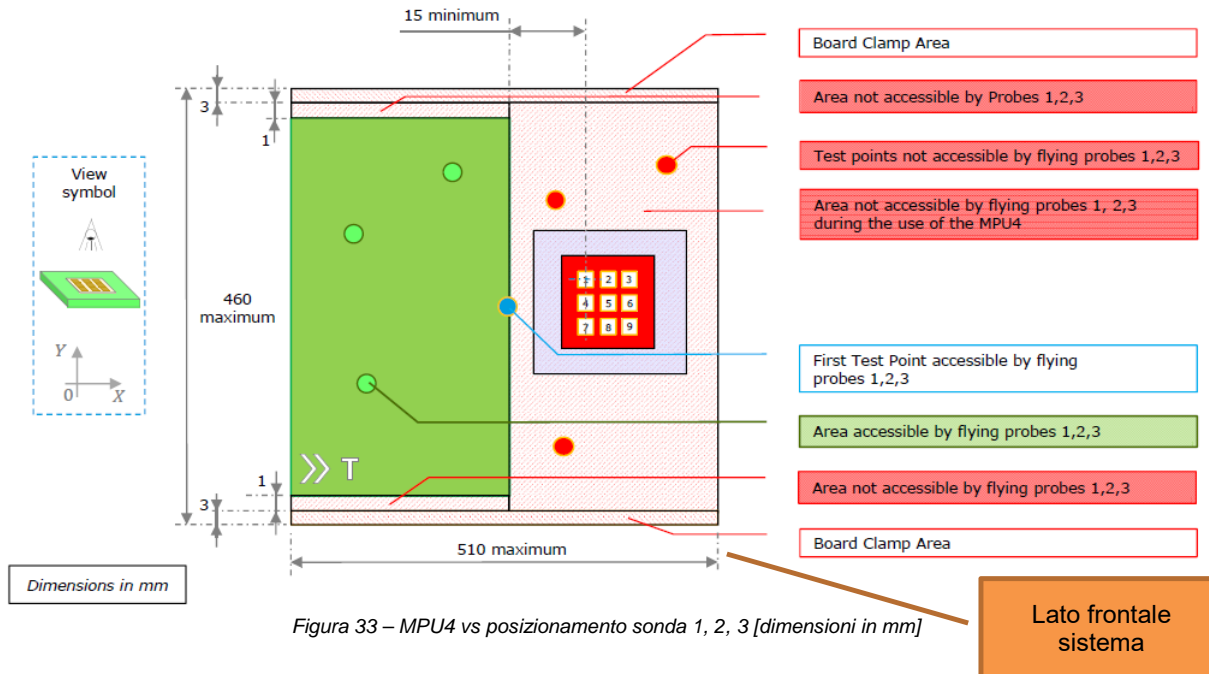 15 minimum
Board Clamp Area
3
Area not accessible by Probes 1,2,3
1
Test points not accessible by flying probes 1,2,3
View
symbol
Area not accessible by flying probes 1, 2,3
during the use of the MPU4
1 2 3
4 5 6
7 8 9
460
maximum
Y
0 X
First Test Point accessible by flying
probes 1,2,3
Area accessible by flying probes 1,2,3
T
1
3
Area not accessible by flying probes 1,2,3
Board Clamp Area
510 maximum
Dimensions in mm
Lato frontale
sistema
Figura 33 – MPU4 vs posizionamento sonda 1, 2, 3 [dimensioni in mm]